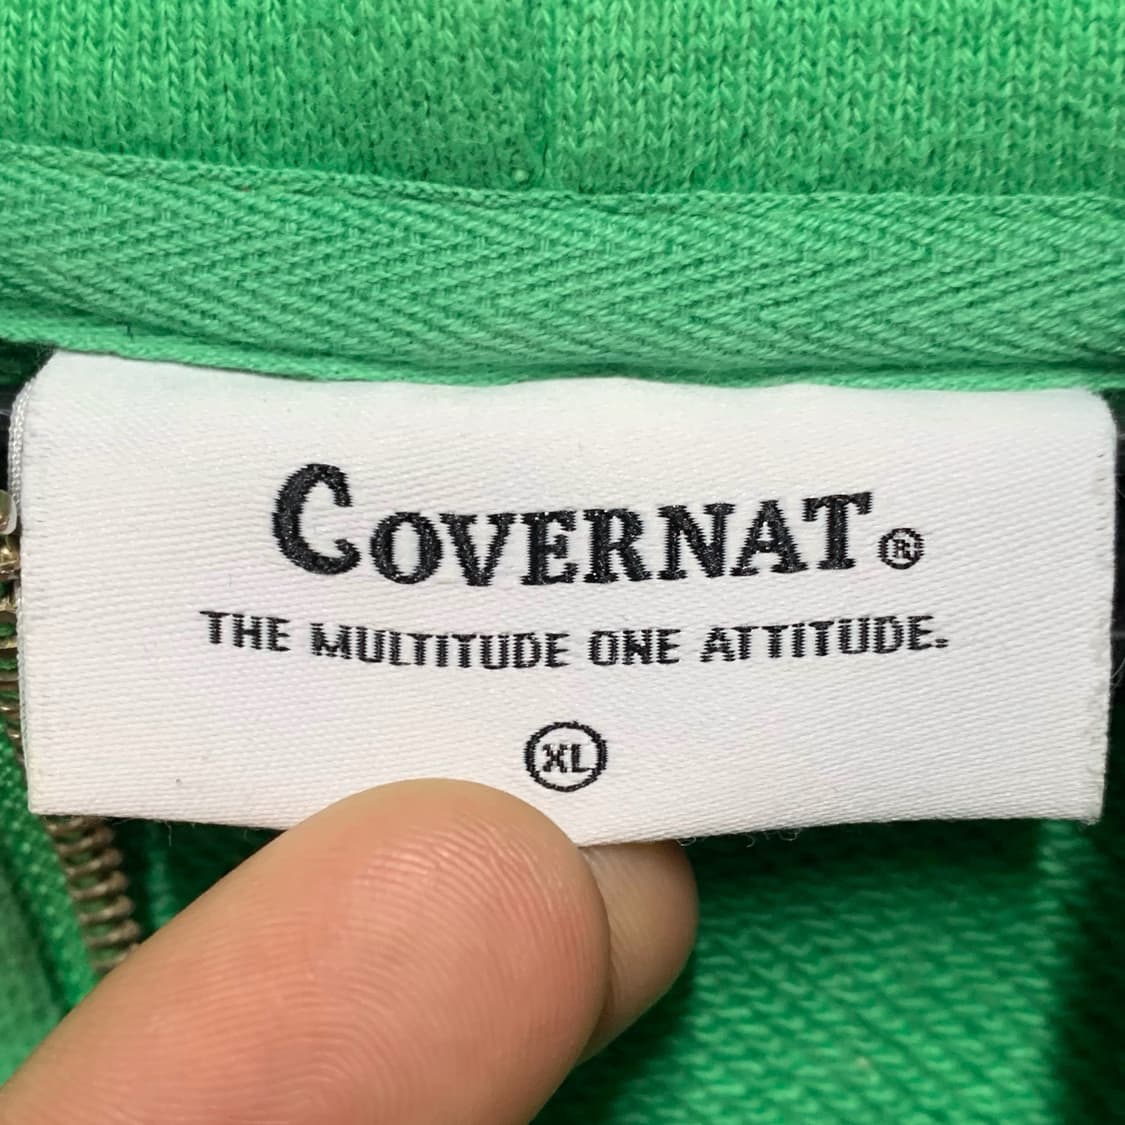 COVERNAT®
THE MULTITUDE ONE ATTITUDE.
XL